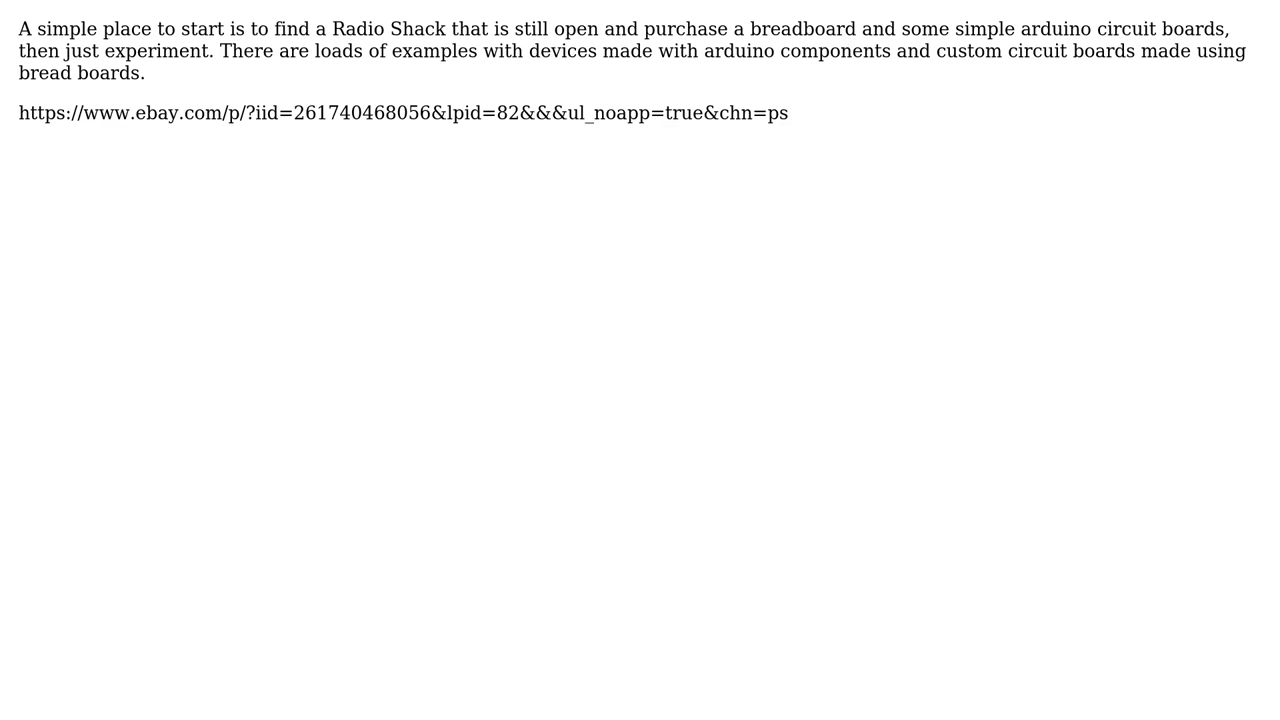 A simple place to start is to find a Radio Shack that is still open and purchase a breadboard and some simple arduino circuit boards,
then just experiment. There are loads of examples with devices made with arduino components and custom circuit boards made using
bread boards.
https://www.ebay.com/p/?iid=261740468056&lpid=82&&&ul_noapp=true&chn=ps